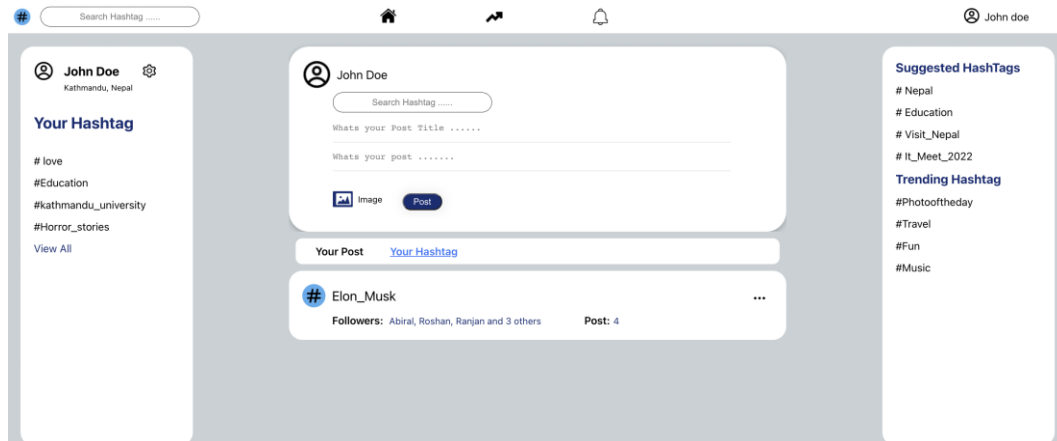 #
Search Hashtag ......
John doe
John Doe
Kathmandu, Nepal
Your Hashtag
# love
#Education
#kathmandu_university
#Horror_stories
View All
John Doe
Search Hashtag ......
Whats your Post Title ......
Whats your post .......
Image
Post
Your Post Your Hashtag
# Elon_Musk
...
Followers: Abiral, Roshan, Ranjan and 3 others Post: 4
Suggested HashTags
# Nepal
# Education
# Visit_Nepal
# It_Meet_2022
Trending Hashtag
#Photooftheday
#Travel
#Fun
#Music